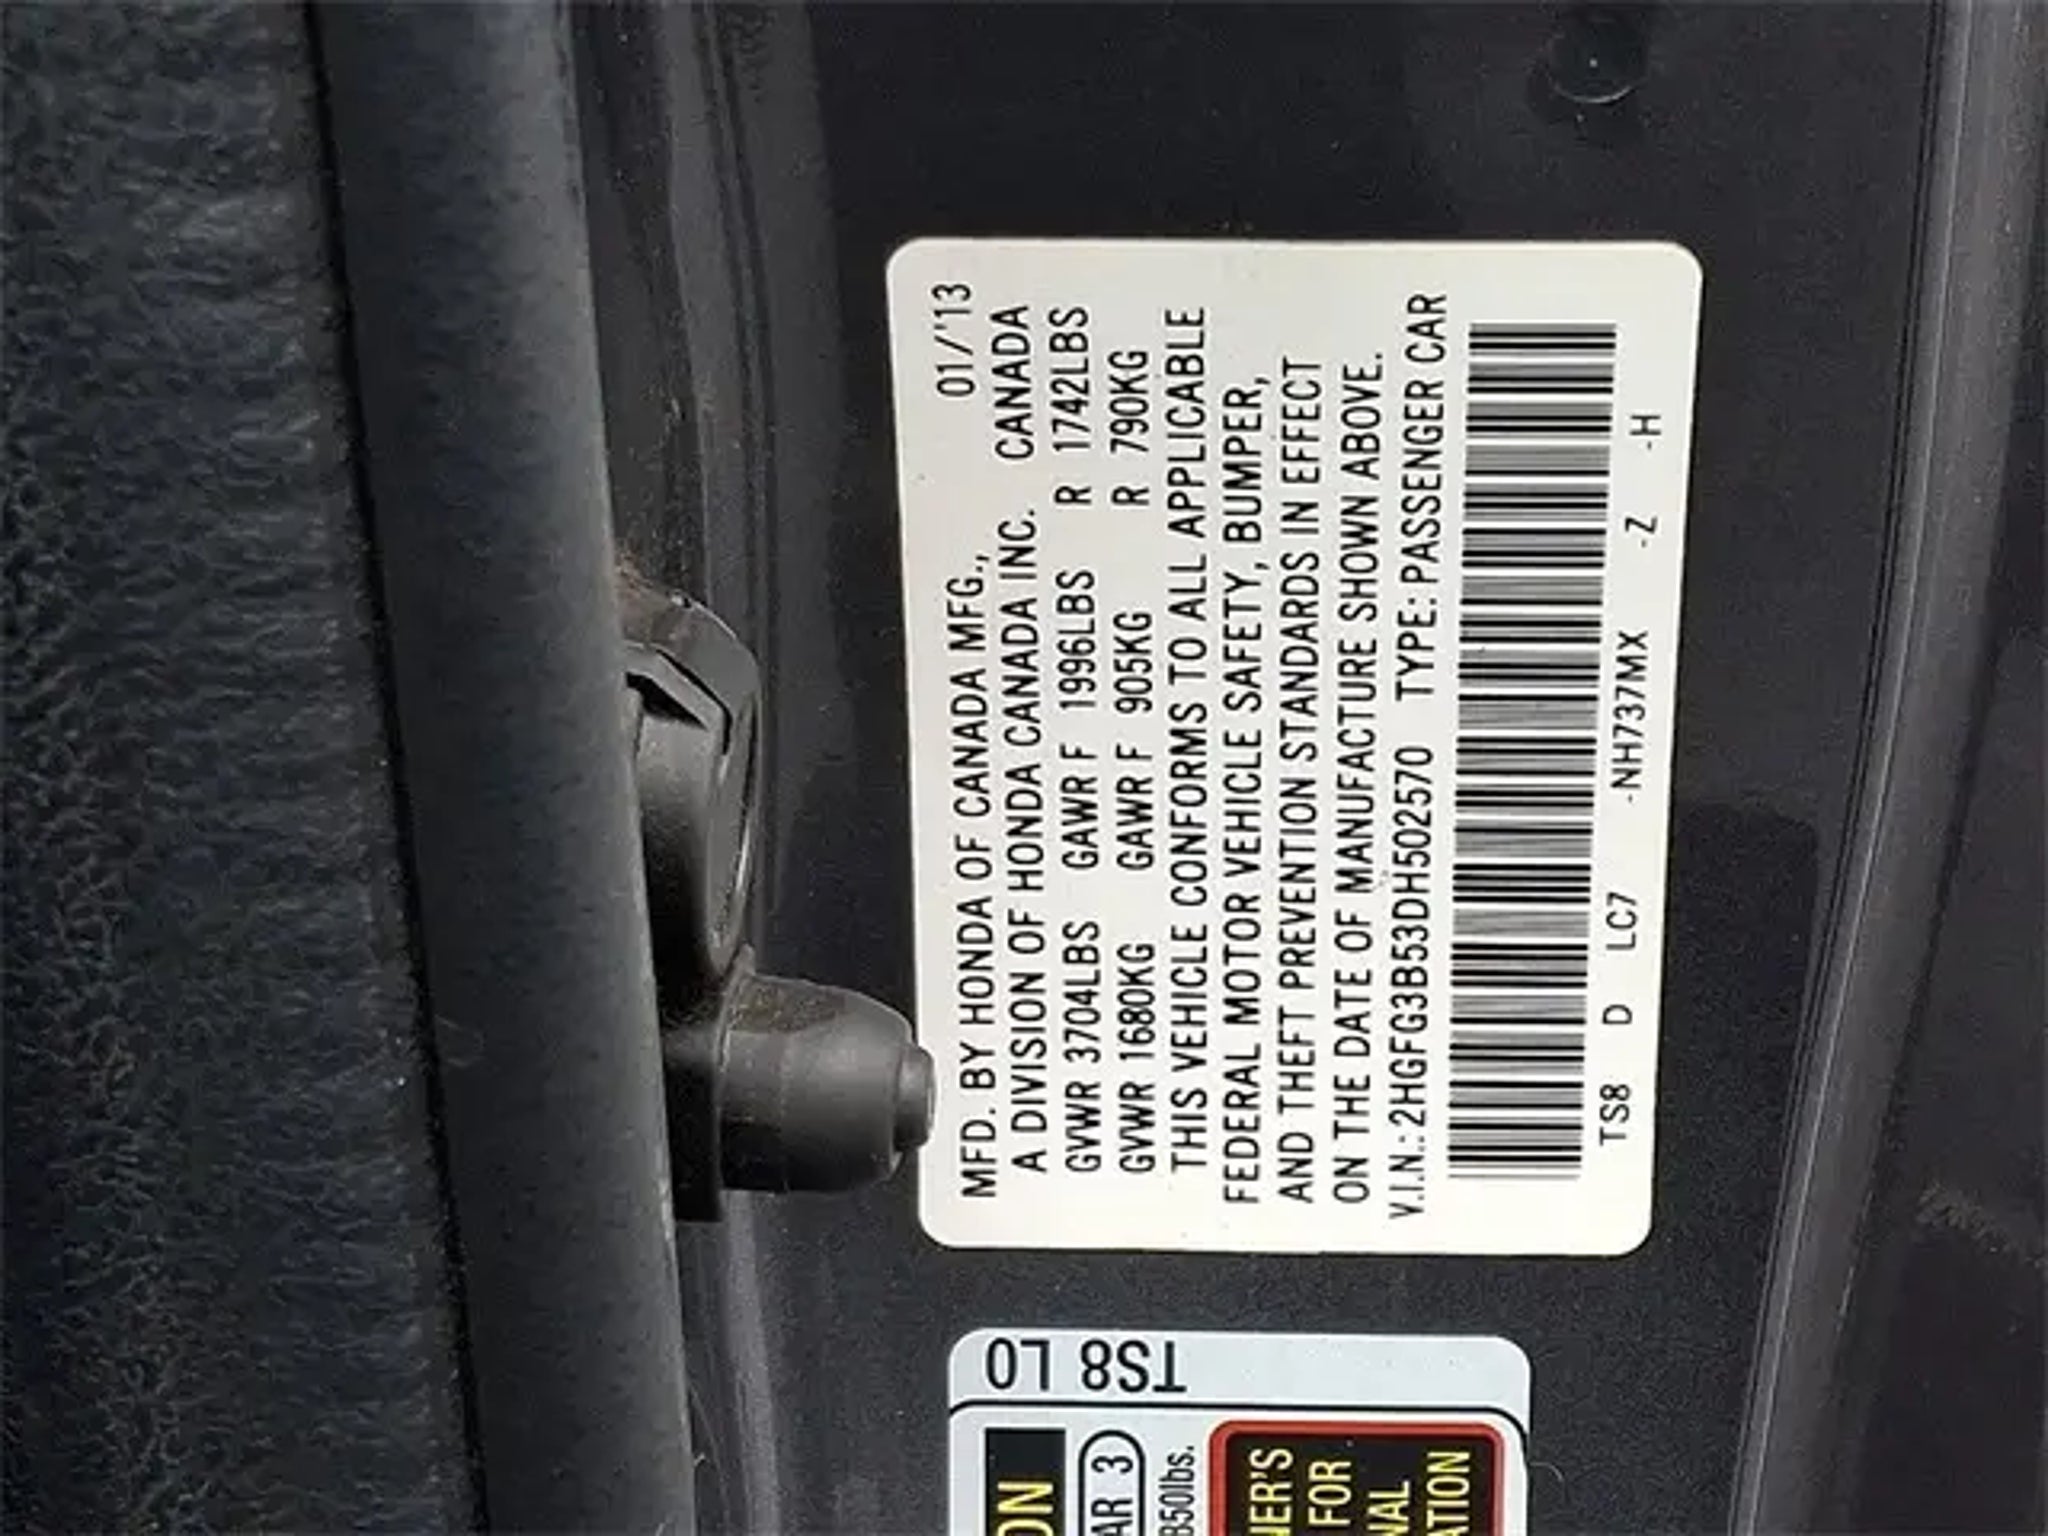 01/'13
MFD. BY HONDA OF CANADA MFG.,
A DIVISION OF HONDA CANADA INC. CANADA
GVWR 3704LBS GAWR F 1996LBS R 1742LBS
GVWR 1680KG GAWR F 905KG R 790KG
THIS VEHICLE CONFORMS TO ALL APPLICABLE
FEDERAL MOTOR VEHICLE SAFETY, BUMPER,
AND THEFT PREVENTION STANDARDS IN EFFECT
ON THE DATE OF MANUFACTURE SHOWN ABOVE.
V.I.N.: 2HGFG3B53DH502570 TYPE: PASSENGER CAR
TS8 D LC7 -NH737MX -Z -H
TS8 L0
3
FOR